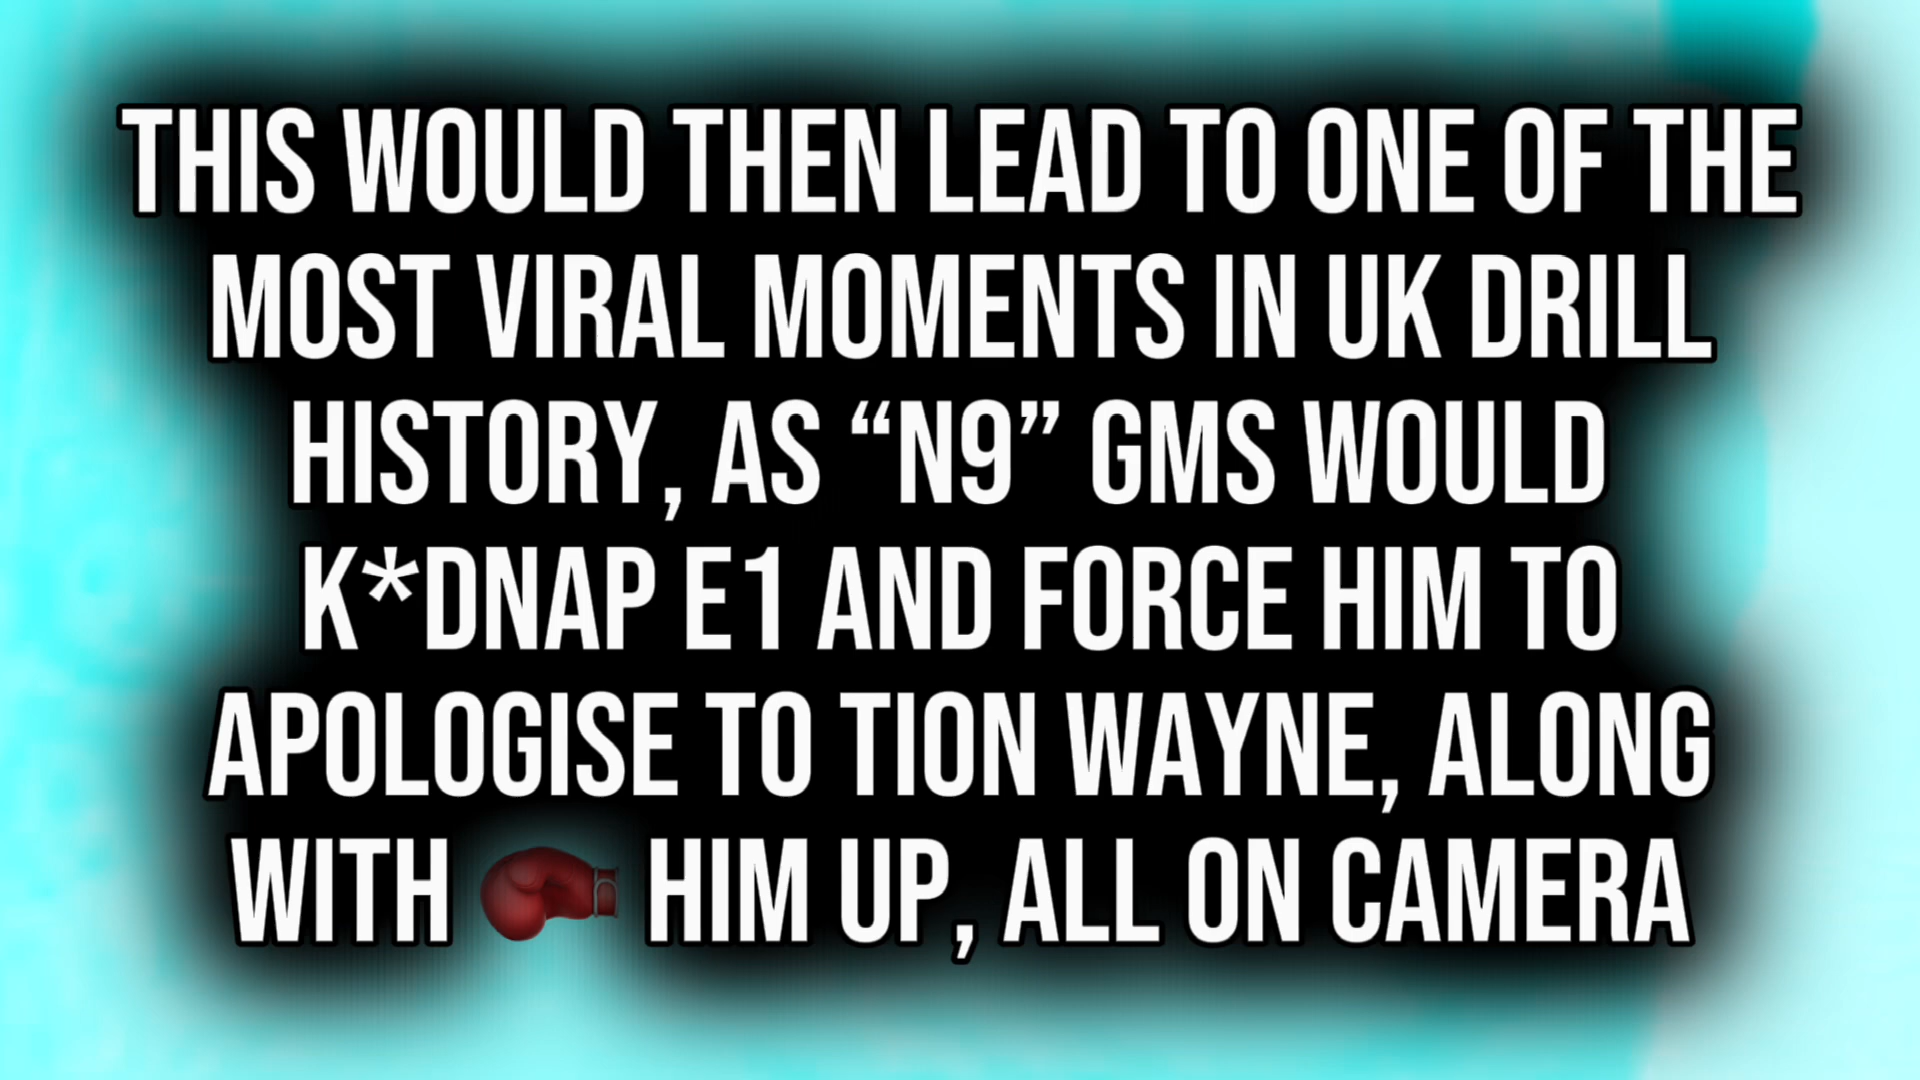 THIS WOULD THEN LEAD TO ONE OF THE
MOST VIRAL MOMENTS IN UK DRILL
HISTORY, AS “N9” GMS WOULD
K*DNAP E1 AND FORCE HIM TO
APOLOGISE TO TION WAYNE, ALONG
WITH 🥊 HIM UP, ALL ON CAMERA